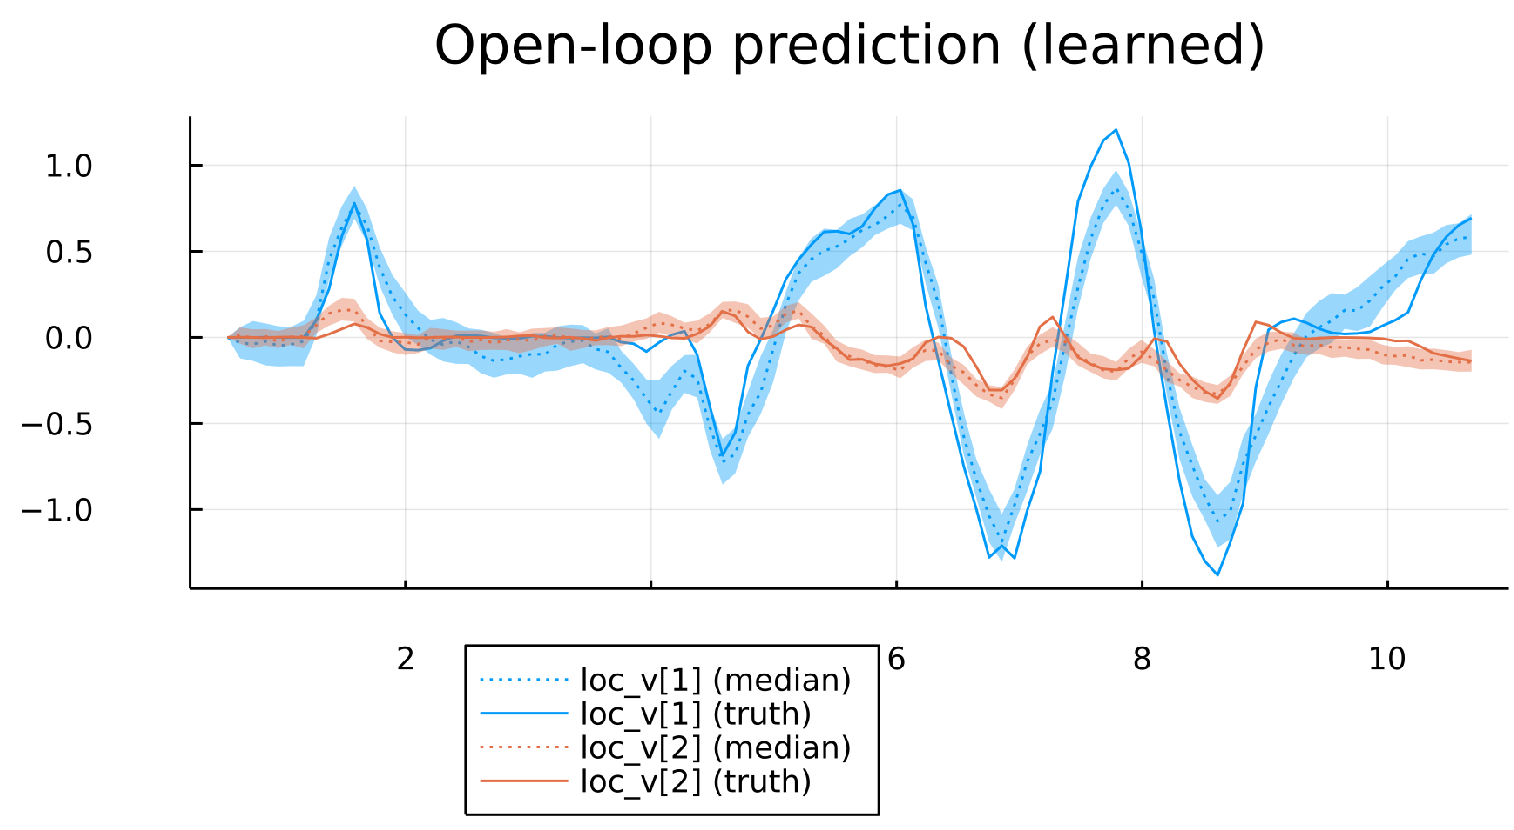 Open-loop prediction (learned)
1.0
0.5
0.0
−0.5
−1.0
2
6
8
10
loc_v[1] (median)
loc_v[1] (truth)
loc_v[2] (median)
loc_v[2] (truth)